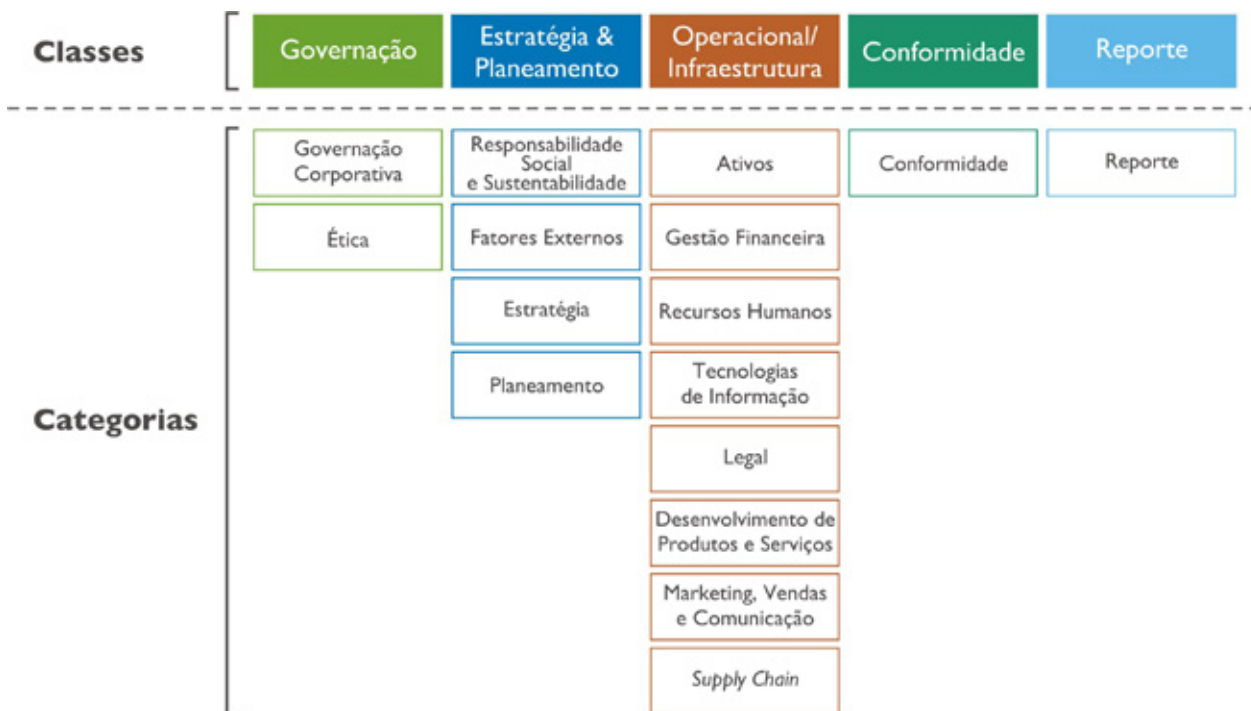 Classes
Governação
Estratégia &
Planeamento
Operacional/
Infraestrutura
Conformidade
Reporte
Categorias
Governação
Corporativa
Ética
Responsabilidade
Social
e Sustentabilidade
Fatores Externos
Estratégia
Planeamento
Ativos
Gestão Financeira
Recursos Humanos
Tecnologias
de Informação
Legal
Desenvolvimento de
Produtos e Serviços
Marketing, Vendas
e Comunicação
Supply Chain
Conformidade
Reporte